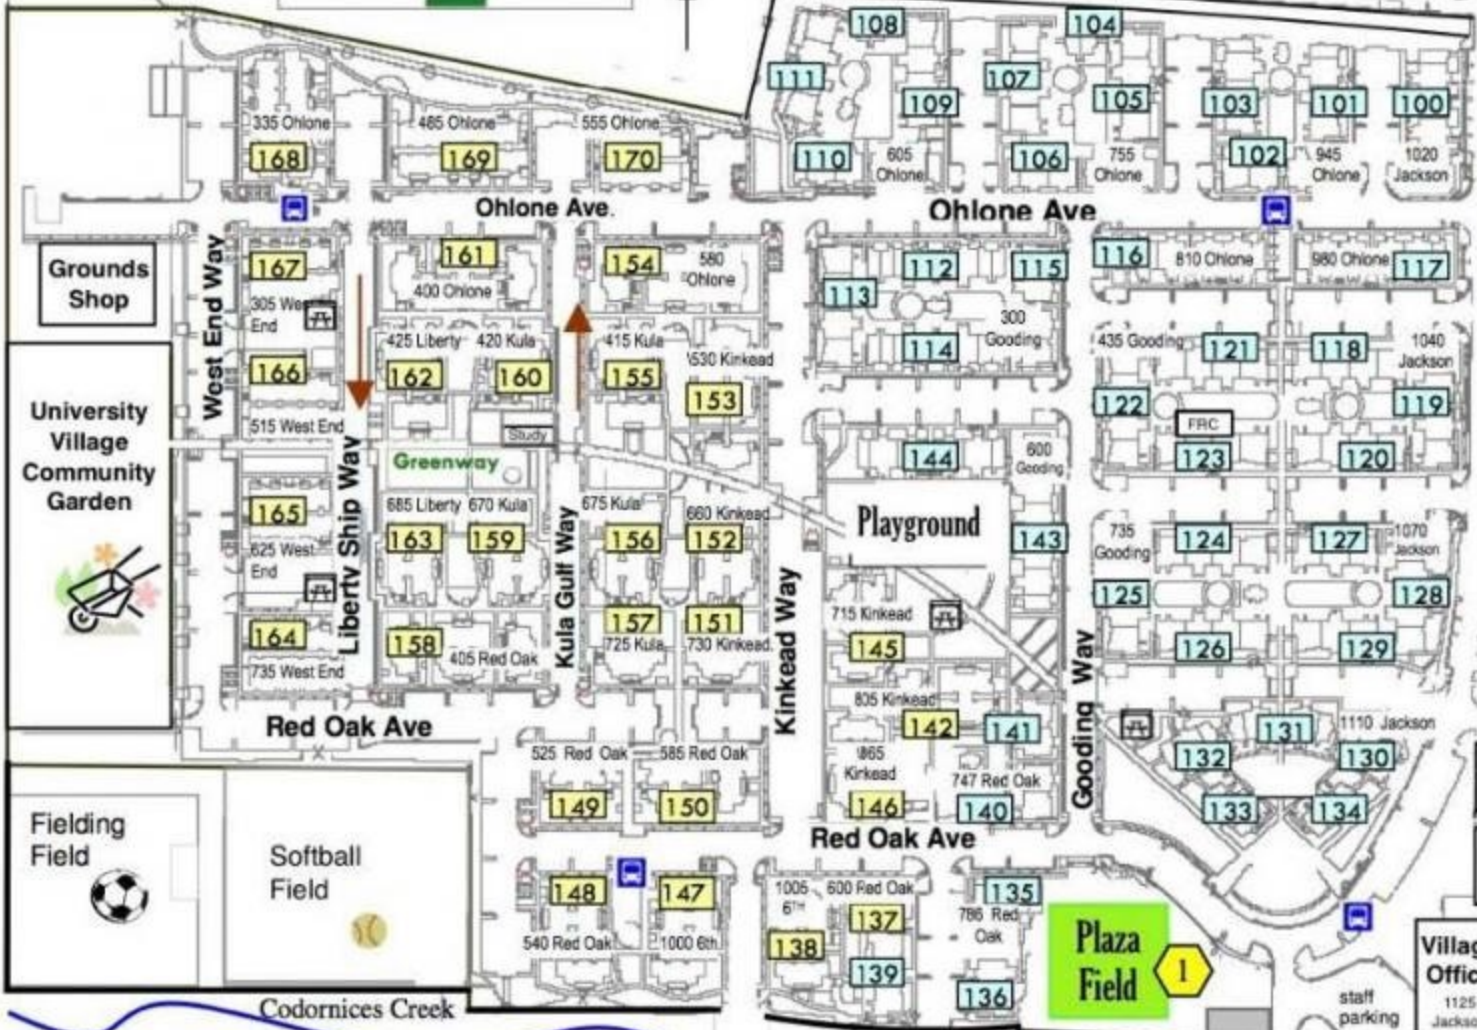 108
104
111
107
109
105
103
101
100
335 Ohlone
485 Ohlone
555 Ohlone
168
169
170
110
605
Ohlone
106
755
Ohlone
102
945
Ohlone
1020
Jackson
Ohlone Ave.
Ohlone Ave
Grounds
Shop
West End Way
167
305 West
End
166
515 West End
161
400 Ohlone
154
580
Ohlone
113
112
115
300
Gooding
114
116
810 Ohlone
980 Ohlone
117
425 Liberty
420 Kula
162
160
415 Kula
155
530 Kinkead
153
435 Gooding
121
118
1040
Jackson
122
119
FRC
123
120
University
Village
Community
Garden
Study
Greenway
144
600
Gooding
Playground
143
165
625 West
End
164
735 West End
Liberty Ship Way
685 Liberty
670 Kula
163
159
158
405 Red Oak
Kula Gulf Way
675 Kula
660 Kinkead
156
152
157
151
725 Kula
730 Kinkead
Kinkead Way
715 Kinkead
145
805 Kinkead
142
141
865
Kinkead
146
747 Red Oak
140
Gooding Way
735
Gooding
124
127
1070
Jackson
125
128
126
129
131
1110 Jackson
132
130
133
134
Red Oak Ave
525 Red Oak
585 Red Oak
149
150
Red Oak Ave
Fielding
Field
Softball
Field
148
147
540 Red Oak
1000 6th
1005
6TH
600 Red Oak
137
138
139
135
786 Red
Oak
136
Plaza
Field
1
Codornices Creek
staff
parking
Villag
Offic
1125
Jackso